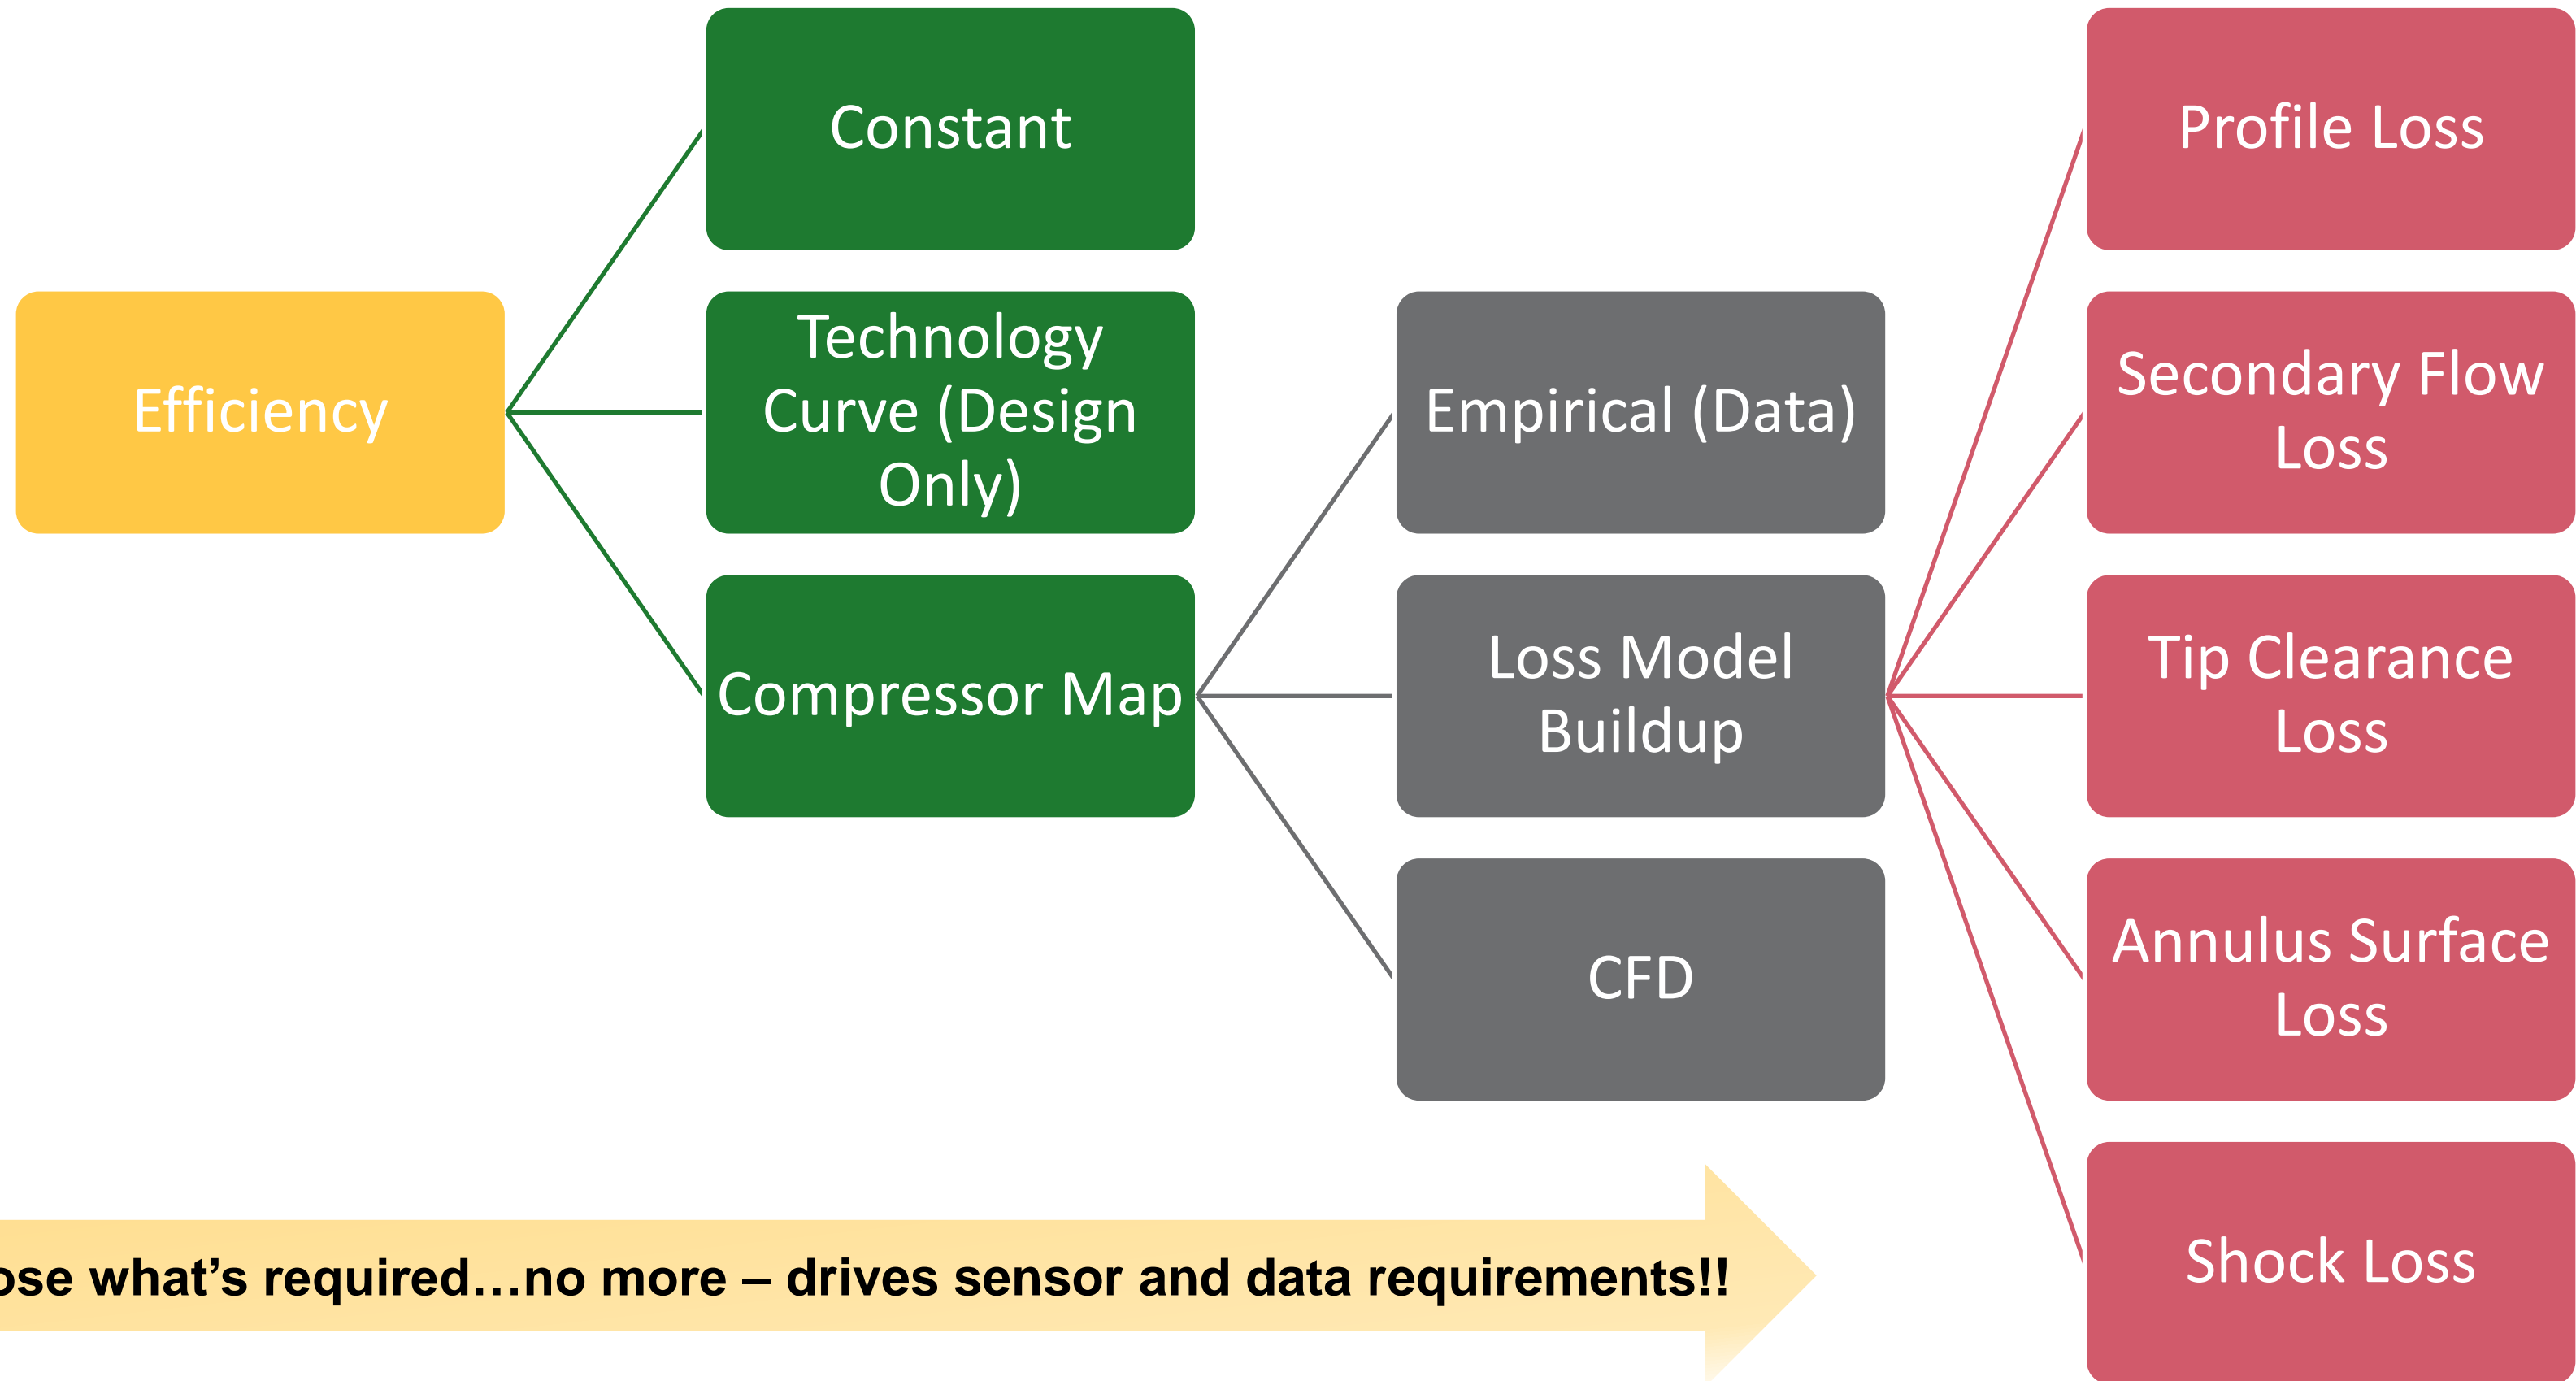 Efficiency
Constant
Technology
Curve (Design
Only)
Compressor Map
Empirical (Data)
Loss Model
Buildup
CFD
Profile Loss
Secondary Flow
Loss
Tip Clearance
Loss
Annulus Surface
Loss
Shock Loss
what's required...no more – drives sensor and data requirements!!